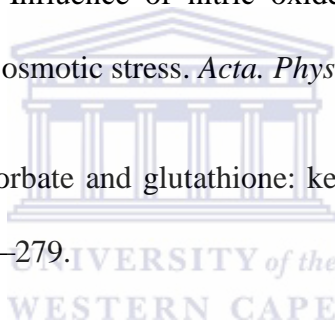 Influence of nitric oxide
osmotic stress. Acta. Phys
orbate and glutathione: ke
–279.
UNIVERSITY of the
WESTERN CAPE